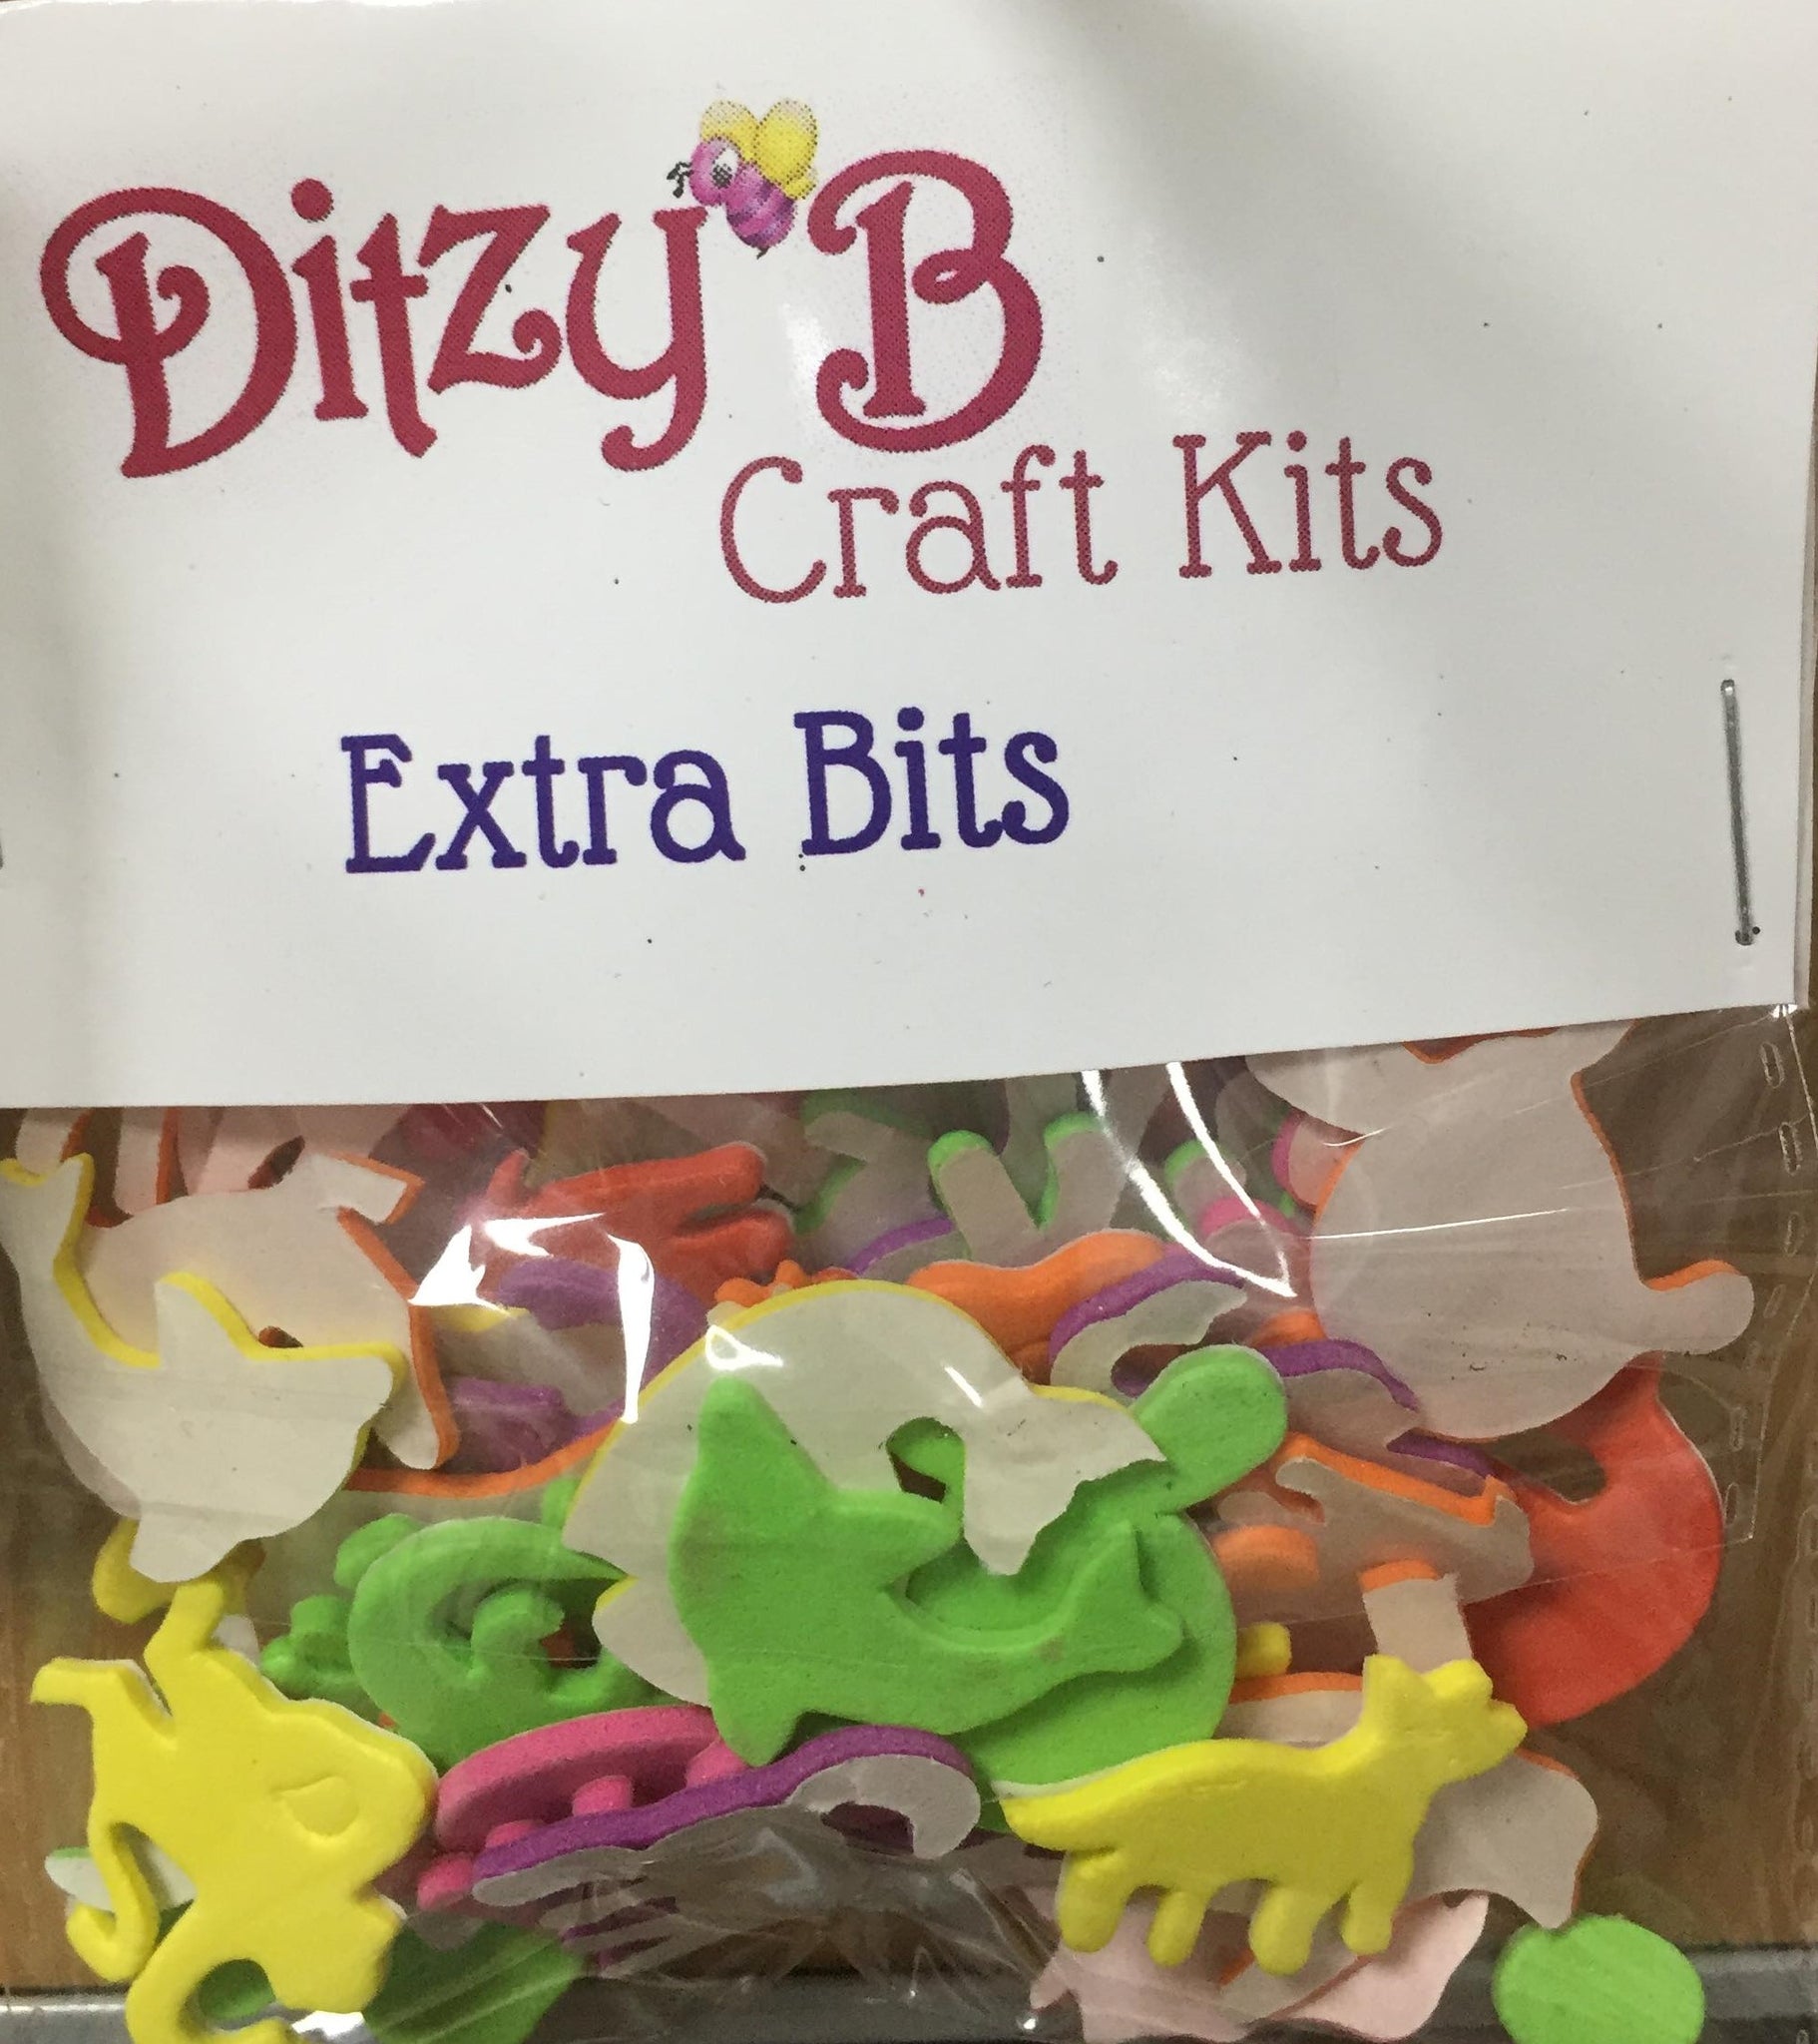 Ditzy B
Craft Kits
Extra Bits